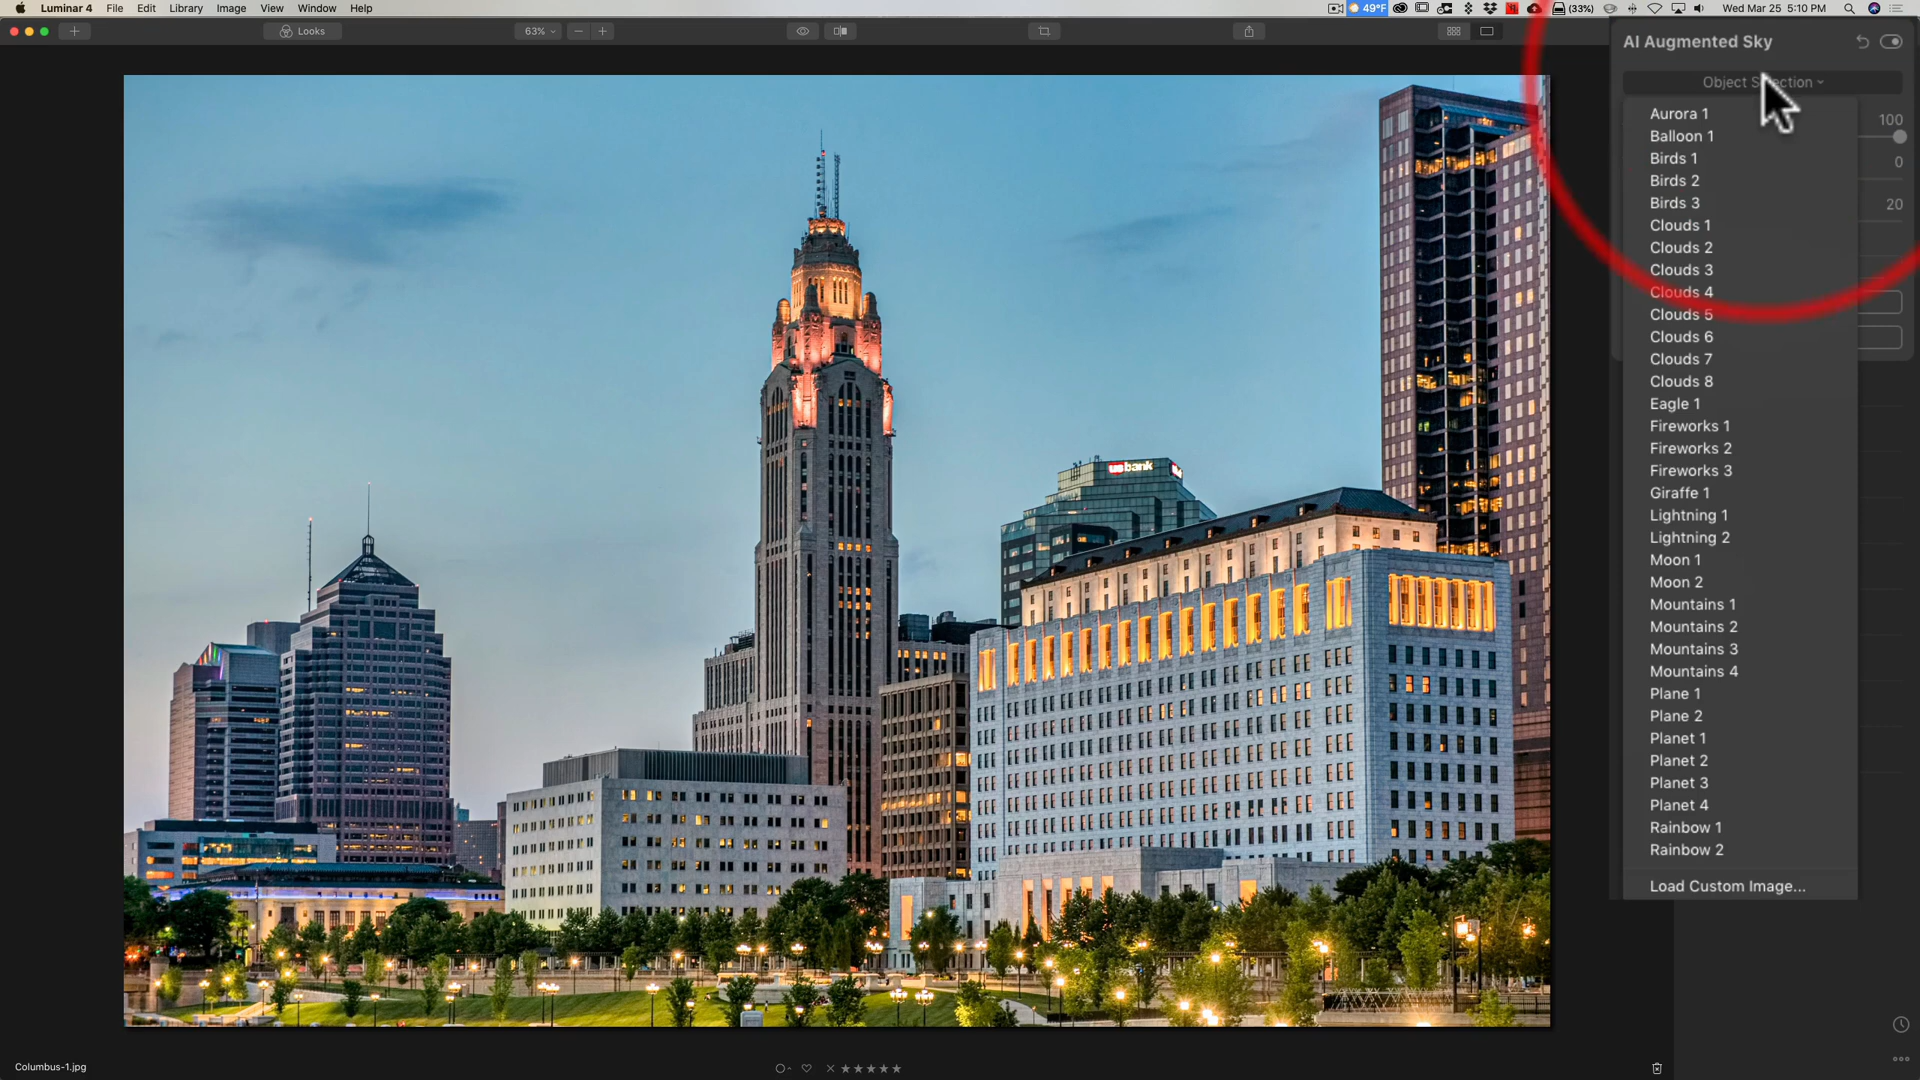 Luminar 4 File Edit Library Image View Window Help
49°F (33%) Wed Mar 25 5:10 PM
Looks 63%
AI Augmented Sky
Aurora 1 100
Balloon 1
Birds 1 0
Birds 2
Birds 3 20
Clouds 1
Clouds 2
Clouds 3
Clouds 4
Clouds 5
Clouds 6
Clouds 7
Clouds 8
Eagle 1
Fireworks 1
Fireworks 2
Fireworks 3
Giraffe 1
Lightning 1
Lightning 2
Moon 1
Moon 2
Mountains 1
Mountains 2
Mountains 3
Mountains 4
Plane 1
Plane 2
Planet 1
Planet 2
Planet 3
Planet 4
Rainbow 1
Rainbow 2
Load Custom Image...
usbank
Columbus-1.jpg